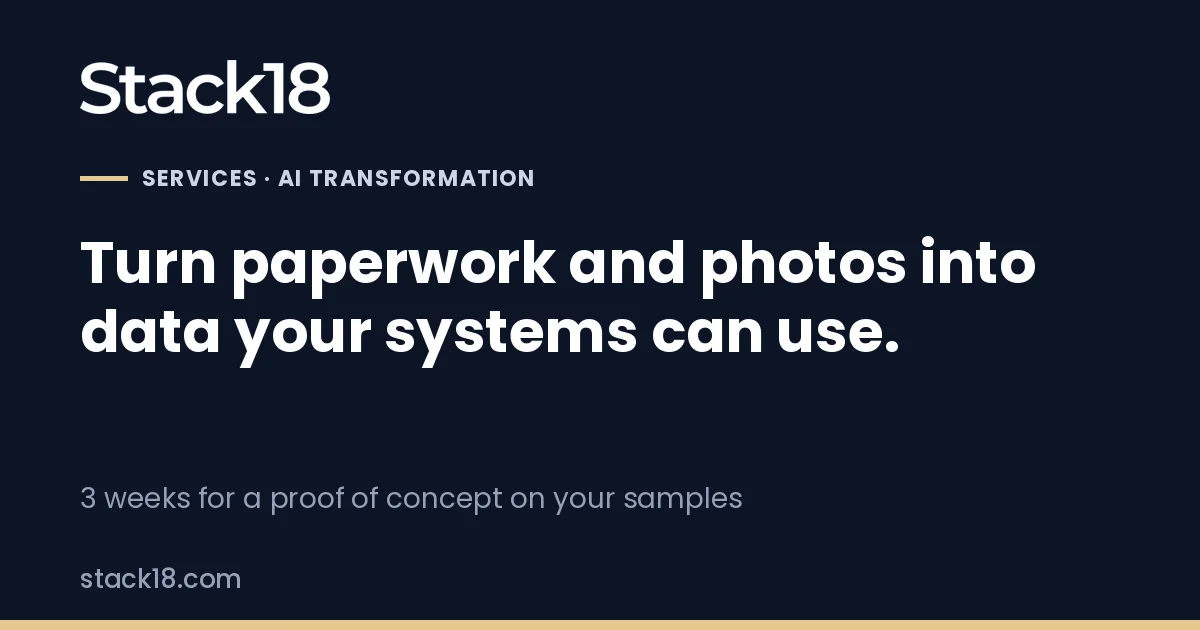 Stack18
SERVICES · AI TRANSFORMATION
Turn paperwork and photos into
data your systems can use.
3 weeks for a proof of concept on your samples
stack18.com